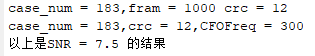 case_num = 183,fram = 1000 crc = 12
case_num = 183,crc = 12,CFOFreq = 300
以上是SNR = 7.5 的结果